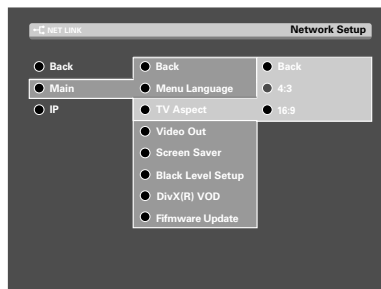 NET LINK
Network Setup
Back
Main
IP
Back
Menu Language
TV Aspect
Video Out
Screen Saver
Black Level Setup
DivX(R) VOD
Fifmware Update
Back
4:3
16:9